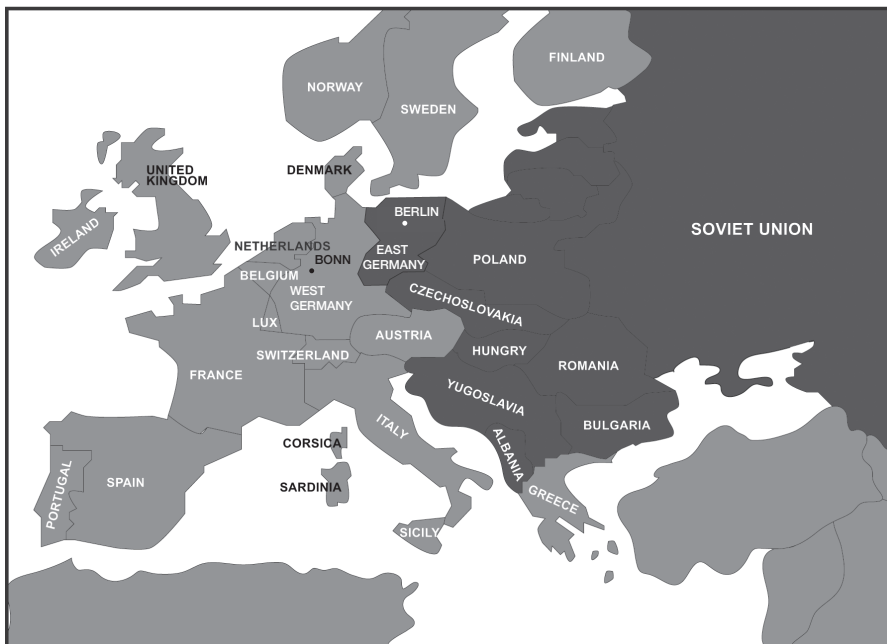 FINLAND
NORWAY
SWEDEN
UNITED
KINGDOM
DENMARK
IRELAND
BERLIN
SOVIET UNION
NETHERLANDS
BONN
EAST
GERMANY
POLAND
BELGIUM
WEST
GERMANY
CZECHOSLOVAKIA
LUX
AUSTRIA
SWITZERLAND
HUNGRY
ROMANIA
FRANCE
YUGOSLAVIA
ITALY
BULGARIA
CORSICA
ALBANIA
PORTUGAL
SPAIN
SARDINIA
GREECE
SICILY